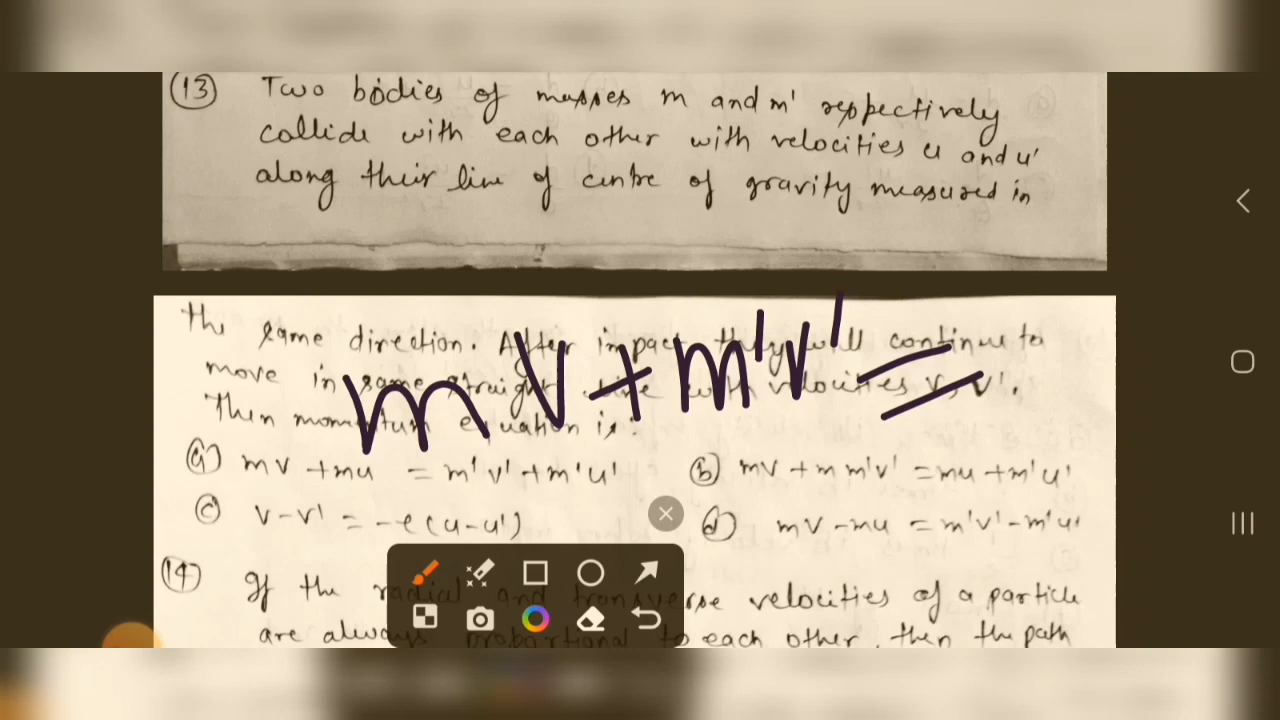 (13) Two bodies of masses m and m' respectively
collide with each other with velocities u and u'
along their line of centre of gravity measured in
the same direction. After impact they will continue to
move in same straight line with velocities v, v'.
Then momentum equation is:
mv+m'v'=
(a) mv +mu = m'v'+m'u' (b) mv +m m'v' =mu+m'u'
(c) v-v' = -e(u-u') (d) mv-mu = m'v'-m'u'
(14) If the radial and transverse velocities of a particle
are always proportional to each other, then the path